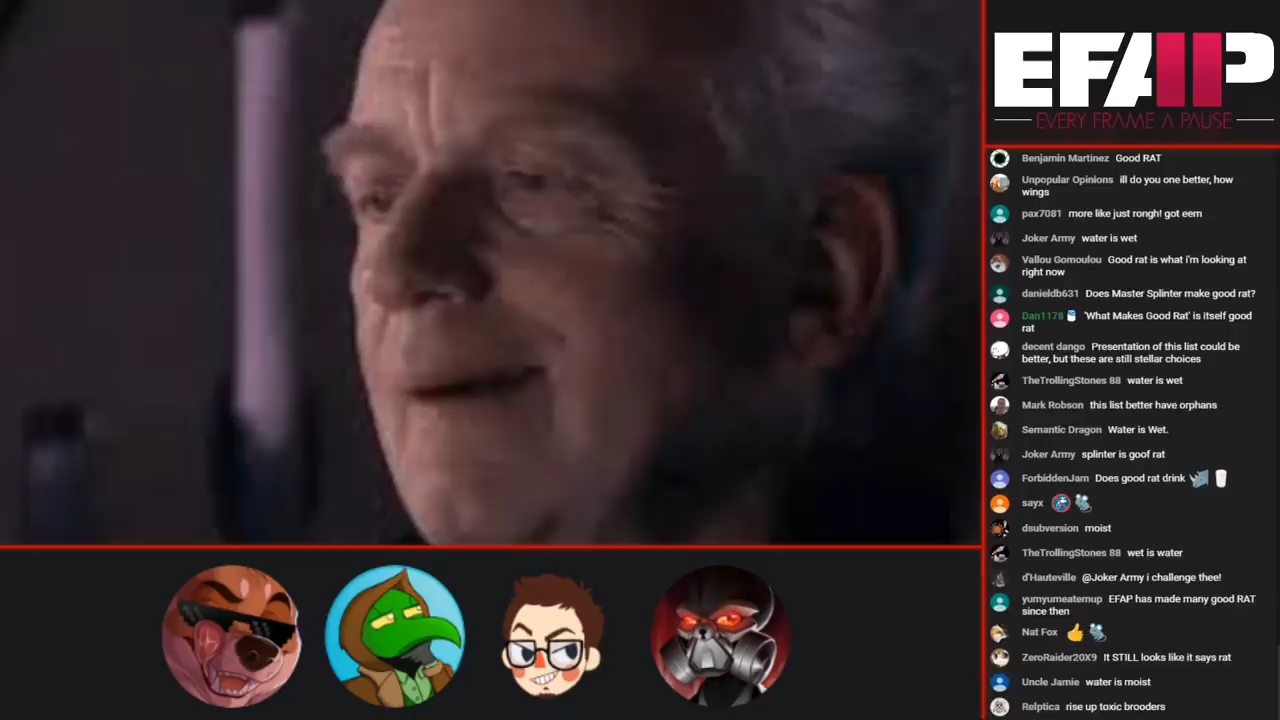 EFAP
EVERY FRAME A PAUSE
Benjamin Martinez Good RAT
Unpopular Opinions ill do you one better, how
wings
pax7081 more like just rongh! got eem
Joker Army water is wet
Vallou Gomoulou Good rat is what i'm looking at
right now
danieldb631 Does Master Splinter make good rat?
Dan1178 'What Makes Good Rat' is itself good
rat
decent dango Presentation of this list could be
better, but these are still stellar choices
TheTrollingStones 88 water is wet
Mark Robson this list better have orphans
Semantic Dragon Water is Wet.
Joker Army splinter is goof rat
ForbiddenJam Does good rat drink
sayx
dsubversion moist
TheTrollingStones 88 wet is water
d'Hauteville @Joker Army i challenge thee!
yumyumeatemup EFAP has made many good RAT
since then
Nat Fox
ZeroRaider20X9 It STILL looks like it says rat
Uncle Jamie water is moist
Relptica rise up toxic brooders